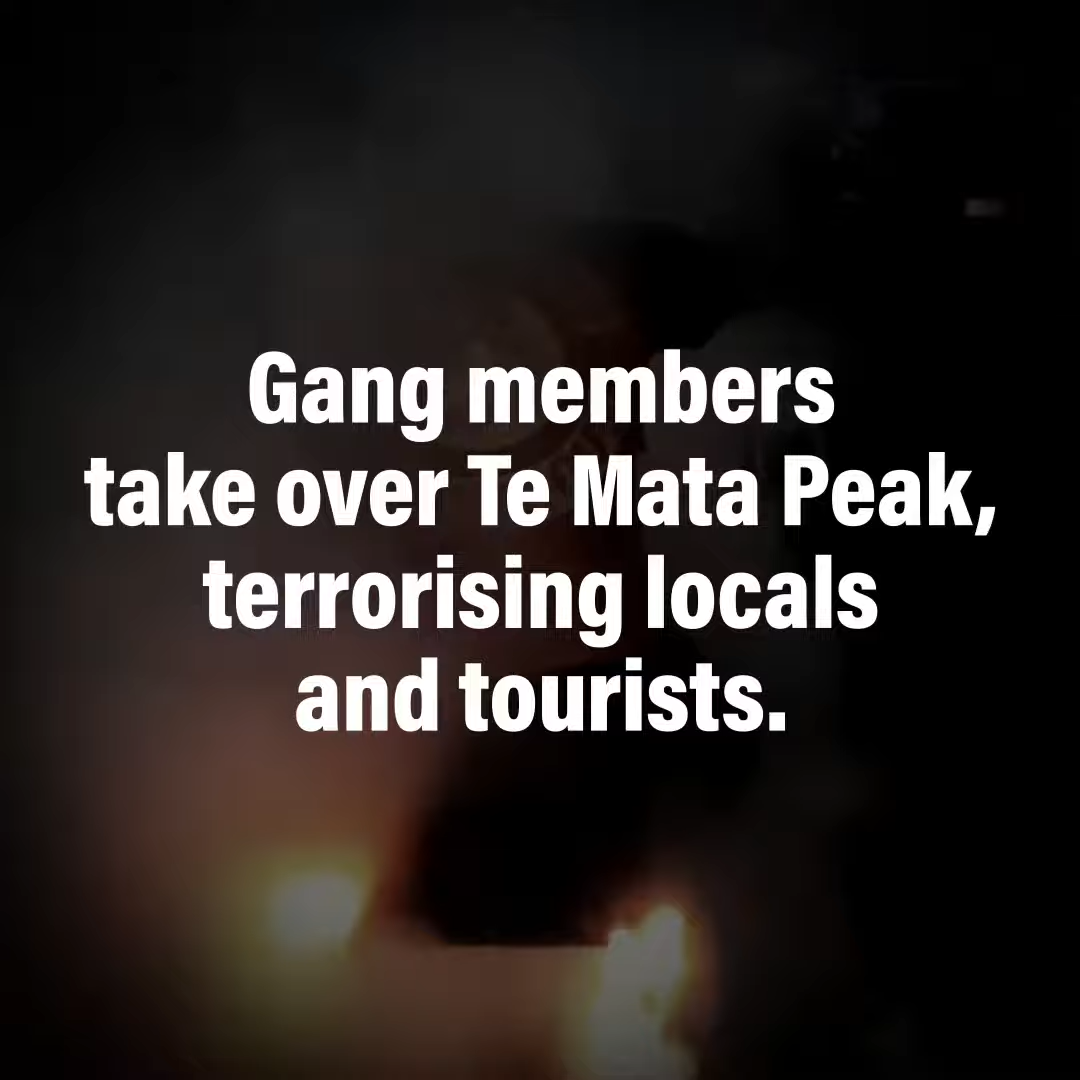 Gang members
take over Te Mata Peak,
terrorising locals
and tourists.